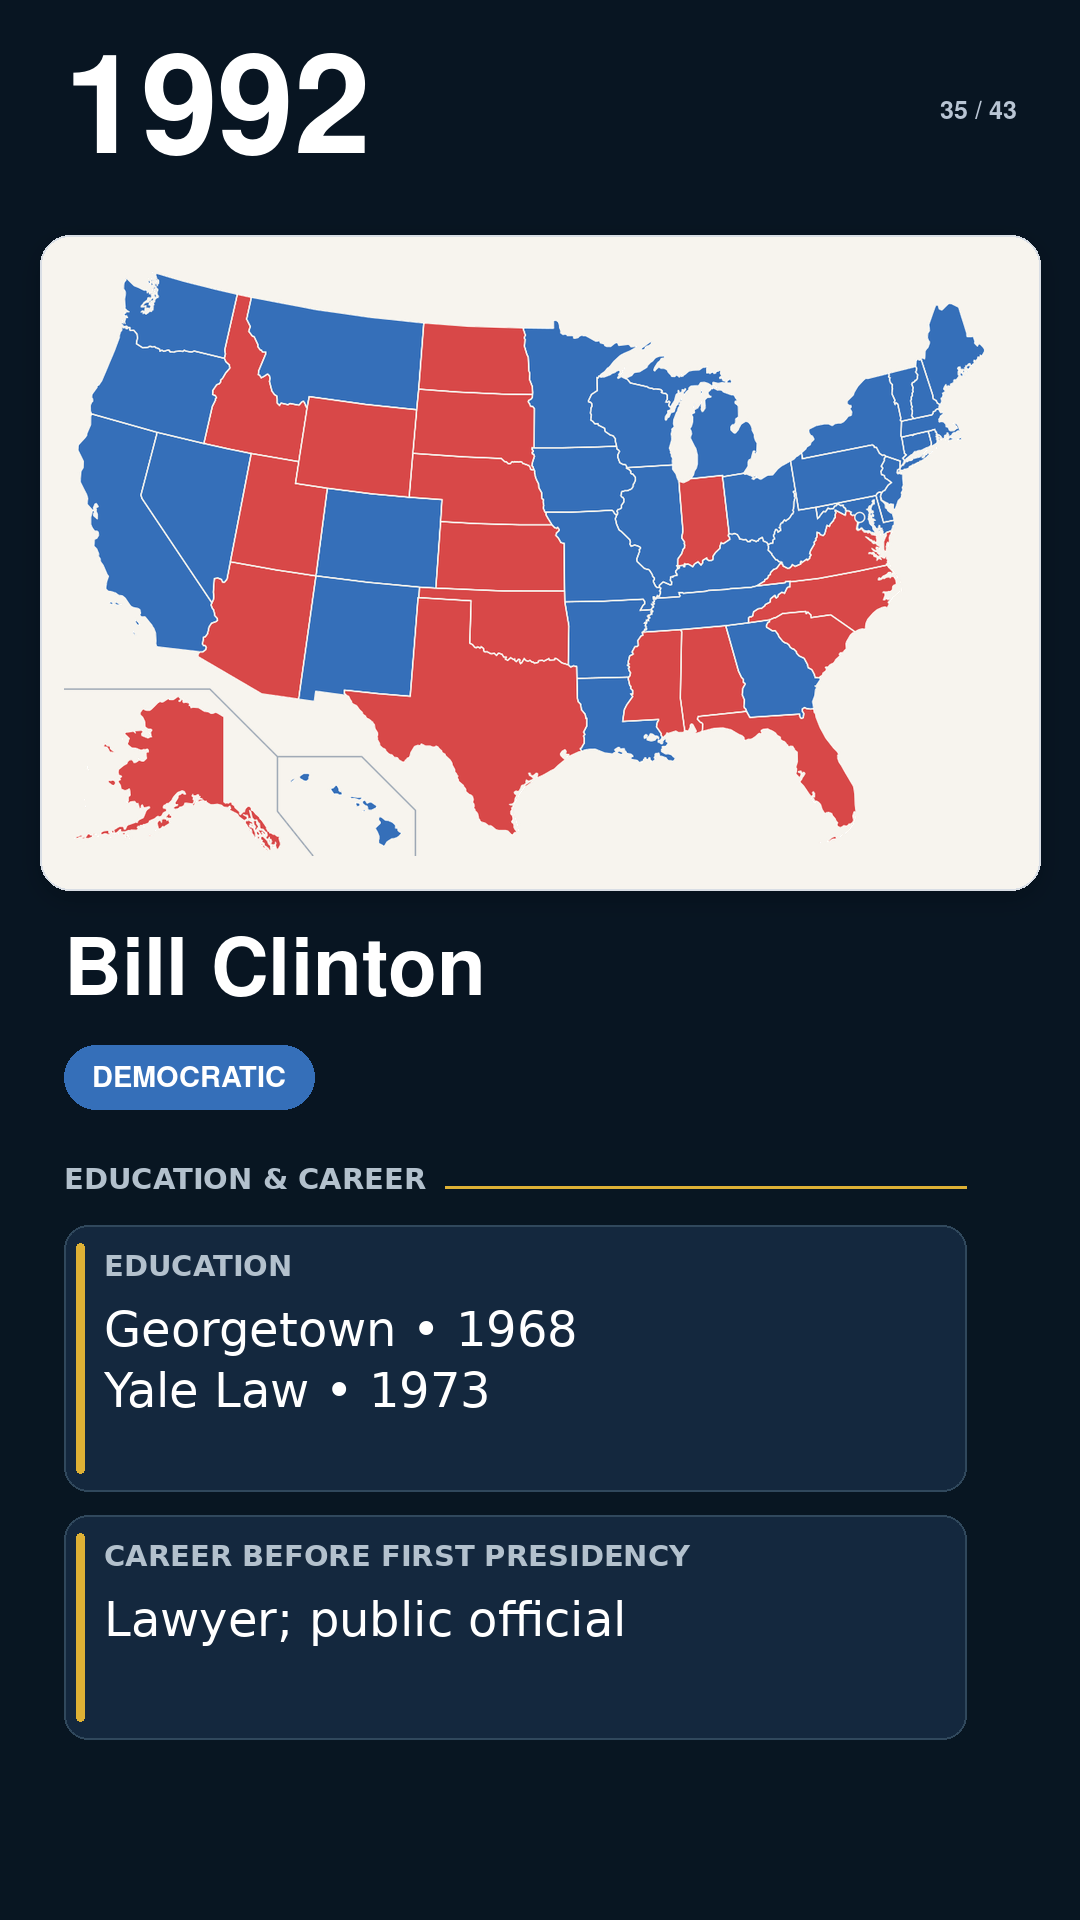 1992
35 / 43
Bill Clinton
DEMOCRATIC
EDUCATION & CAREER
EDUCATION
Georgetown • 1968
Yale Law • 1973
CAREER BEFORE FIRST PRESIDENCY
Lawyer; public official